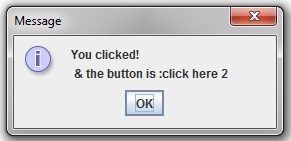 Message
You clicked!
& the button is :click here 2
OK